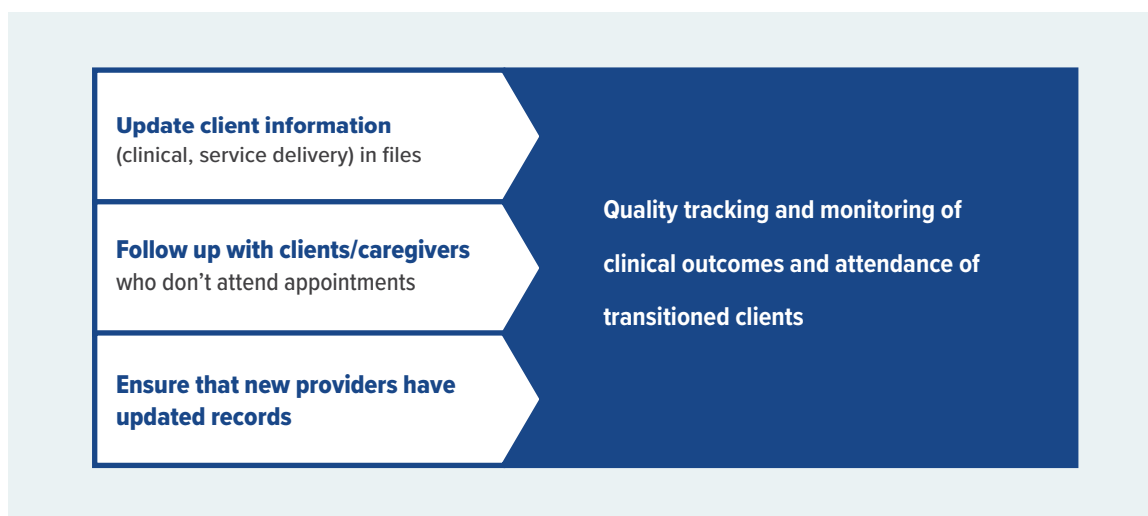 Update client information
(clinical, service delivery) in files
Follow up with clients/caregivers
who don’t attend appointments
Ensure that new providers have
updated records
Quality tracking and monitoring of
clinical outcomes and attendance of
transitioned clients